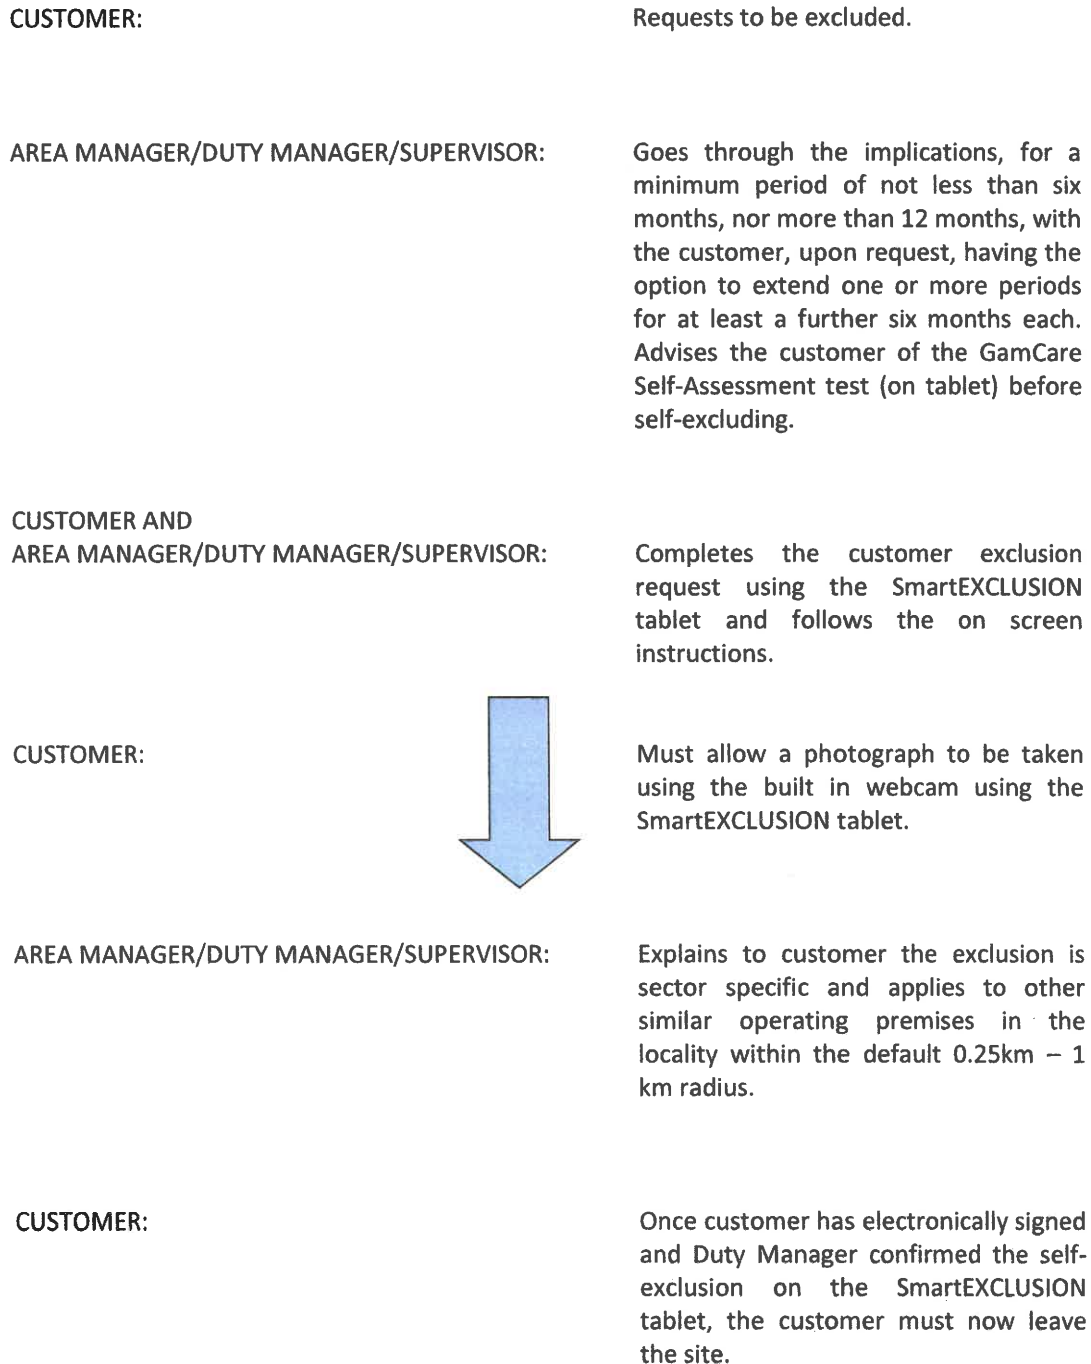 CUSTOMER:
Requests to be excluded.
AREA MANAGER/DUTY MANAGER/SUPERVISOR:
Goes through the implications, for a
minimum period of not less than six
months, nor more than 12 months, with
the customer, upon request, having the
option to extend one or more periods
for at least a further six months each.
Advises the customer of the GamCare
Self-Assessment test (on tablet) before
self-excluding.
CUSTOMER AND
AREA MANAGER/DUTY MANAGER/SUPERVISOR:
Completes the customer exclusion
request using the SmartEXCLUSION
tablet and follows the on screen
instructions.
CUSTOMER:
Must allow a photograph to be taken
using the built in webcam using the
SmartEXCLUSION tablet.
AREA MANAGER/DUTY MANAGER/SUPERVISOR:
Explains to customer the exclusion is
sector specific and applies to other
similar operating premises in the
locality within the default 0.25km – 1
km radius.
CUSTOMER:
Once customer has electronically signed
and Duty Manager confirmed the self-
exclusion on the SmartEXCLUSION
tablet, the customer must now leave
the site.